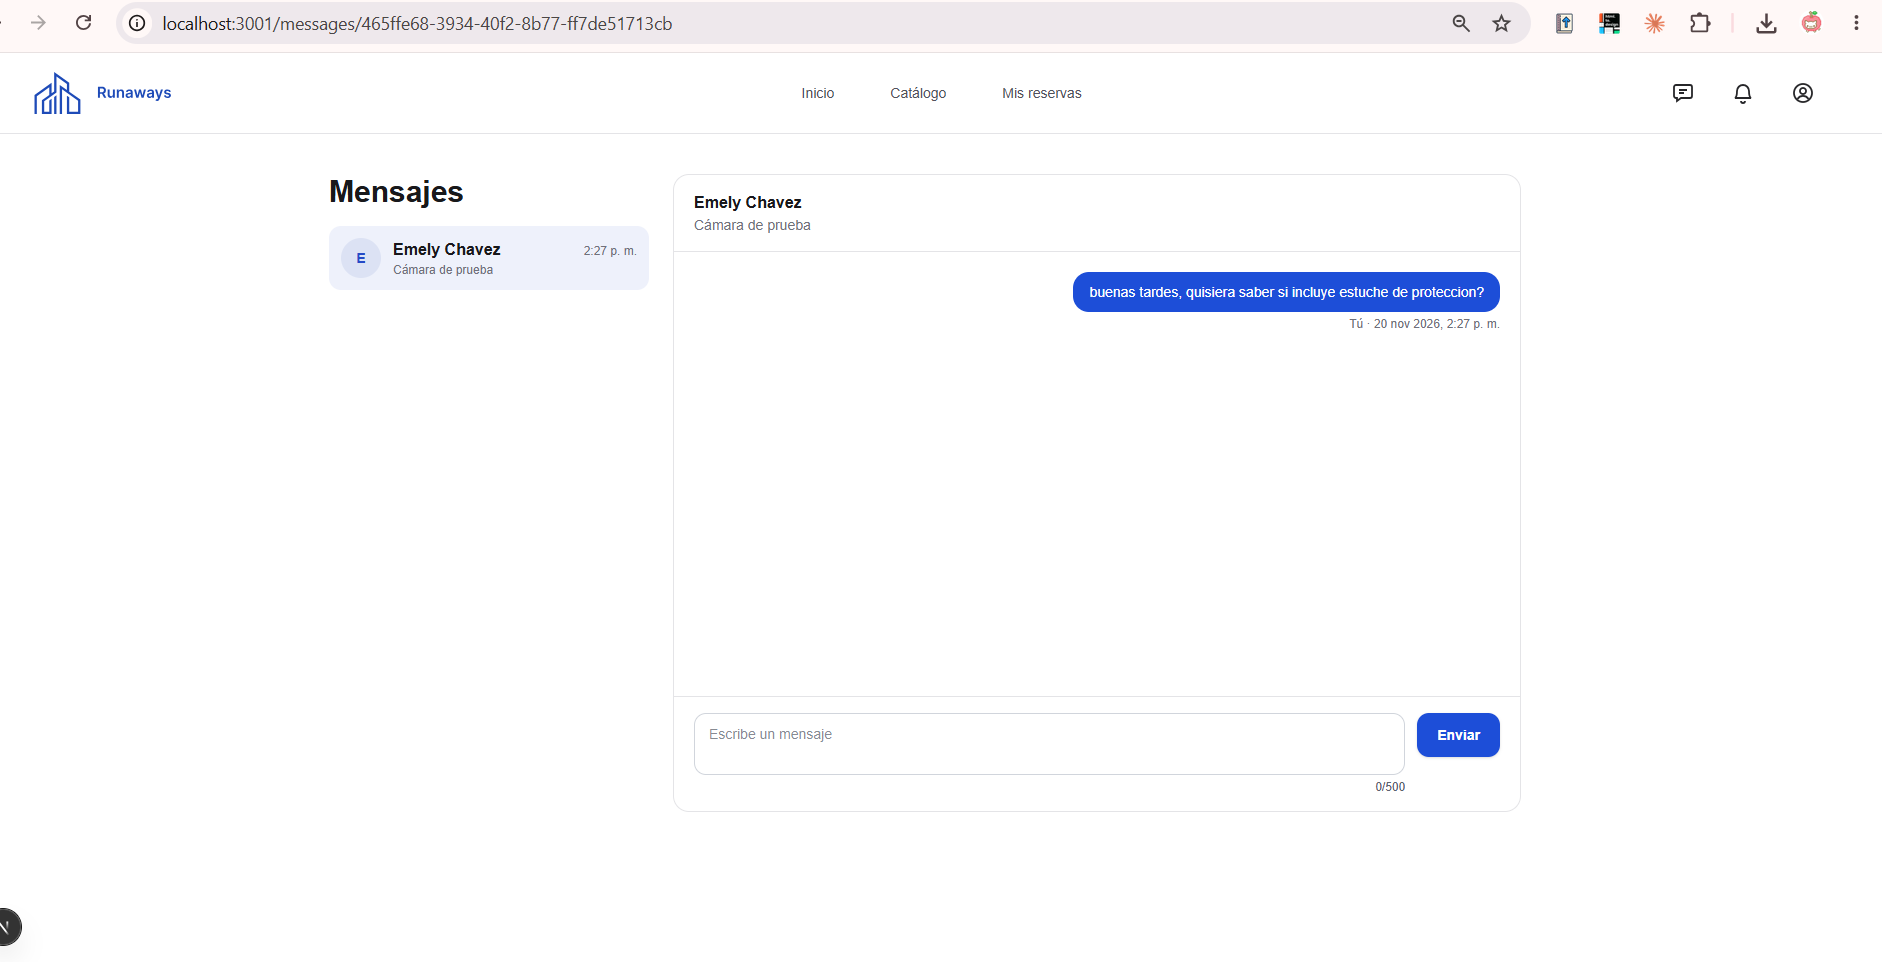 localhost:3001/messages/465ffe68-3934-40f2-8b77-ff7de51713cb
Runaways
Inicio
Catálogo
Mis reservas
Mensajes
E
Emely Chavez
2:27 p. m.
Cámara de prueba
Emely Chavez
Cámara de prueba
buenas tardes, quisiera saber si incluye estuche de proteccion?
Tú · 20 nov 2026, 2:27 p. m.
Escribe un mensaje
Enviar
0/500
N